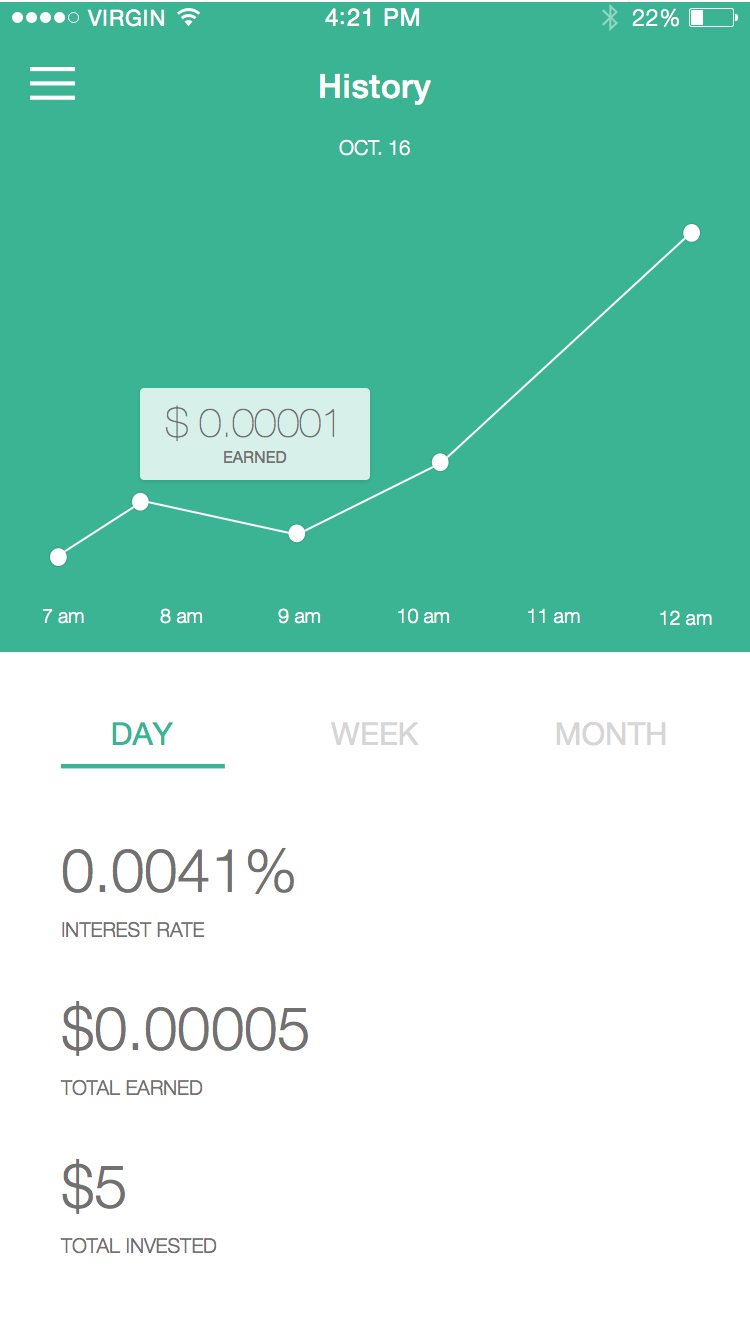 VIRGIN 4:21 PM 22%
History
OCT. 16
$ 0.00001
EARNED
7 am 8 am 9 am 10 am 11 am 12 am
DAY WEEK MONTH
0.0041%
INTEREST RATE
$0.00005
TOTAL EARNED
$5
TOTAL INVESTED